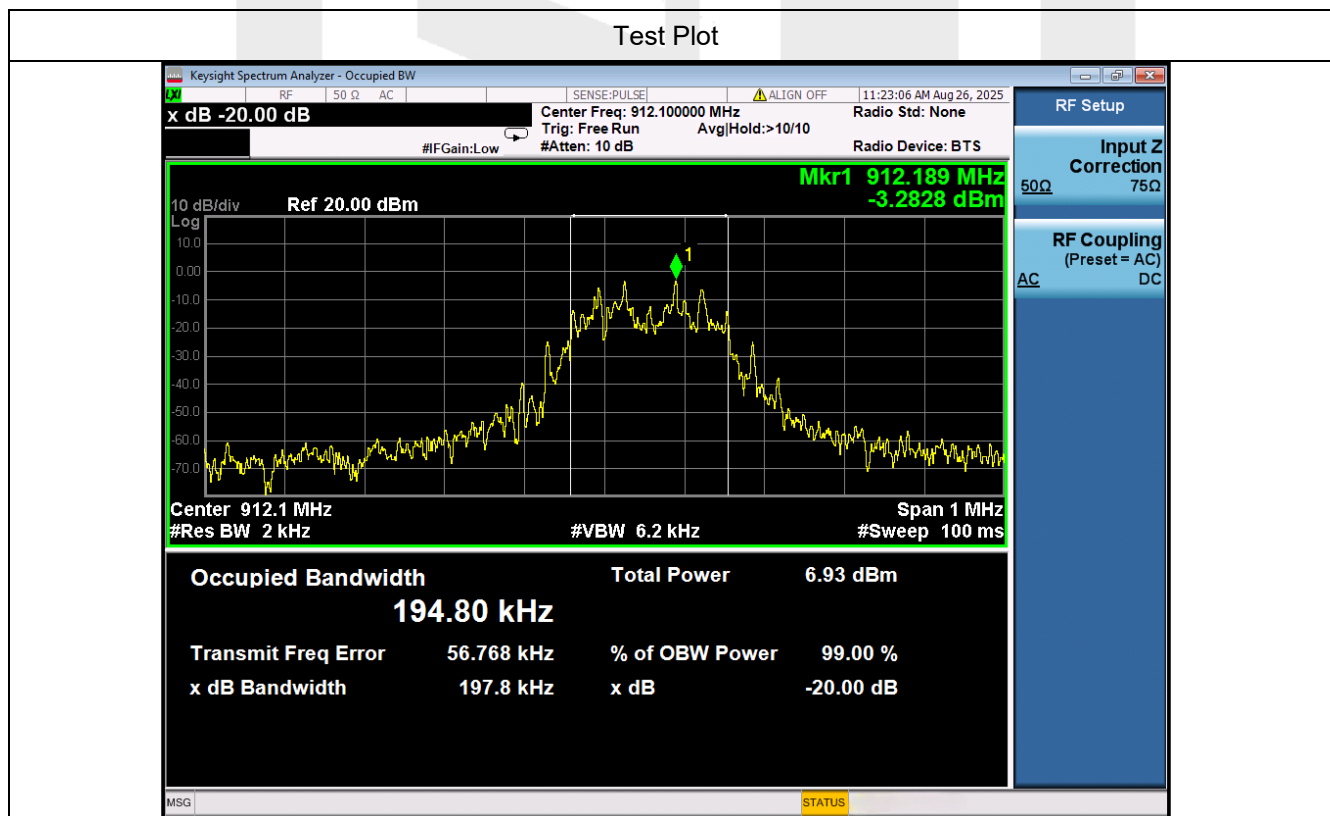 Test Plot
Keysight Spectrum Analyzer - Occupied BW
LXI RF 50 Ω AC SENSE:PULSE ALIGN OFF 11:23:06 AM Aug 26, 2025
x dB -20.00 dB
Center Freq: 912.100000 MHz Radio Std: None
Trig: Free Run Avg|Hold:>10/10
#IFGain:Low #Atten: 10 dB Radio Device: BTS
Mkr1 912.189 MHz
-3.2828 dBm
10 dB/div Ref 20.00 dBm
Log
10.0
0.00
-10.0
-20.0
-30.0
-40.0
-50.0
-60.0
-70.0
1
Center 912.1 MHz Span 1 MHz
#Res BW 2 kHz #VBW 6.2 kHz #Sweep 100 ms
Occupied Bandwidth Total Power 6.93 dBm
194.80 kHz
Transmit Freq Error 56.768 kHz % of OBW Power 99.00 %
x dB Bandwidth 197.8 kHz x dB -20.00 dB
MSG STATUS
RF Setup
Input Z
Correction
50Ω 75Ω
RF Coupling
(Preset = AC)
AC DC